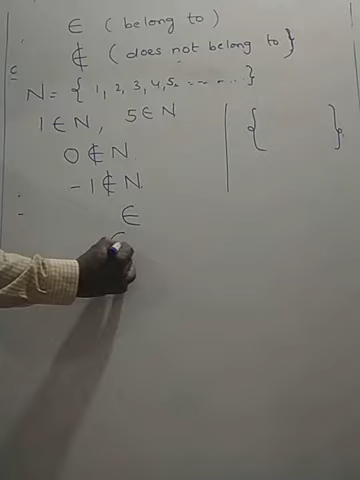 ∈ ( belong to )
∉ ( does not belong to }
N = { 1, 2, 3, 4, 5, ........ }
1 ∈ N, 5 ∈ N
{ }
0 ∉ N
-1 ∉ N
∈